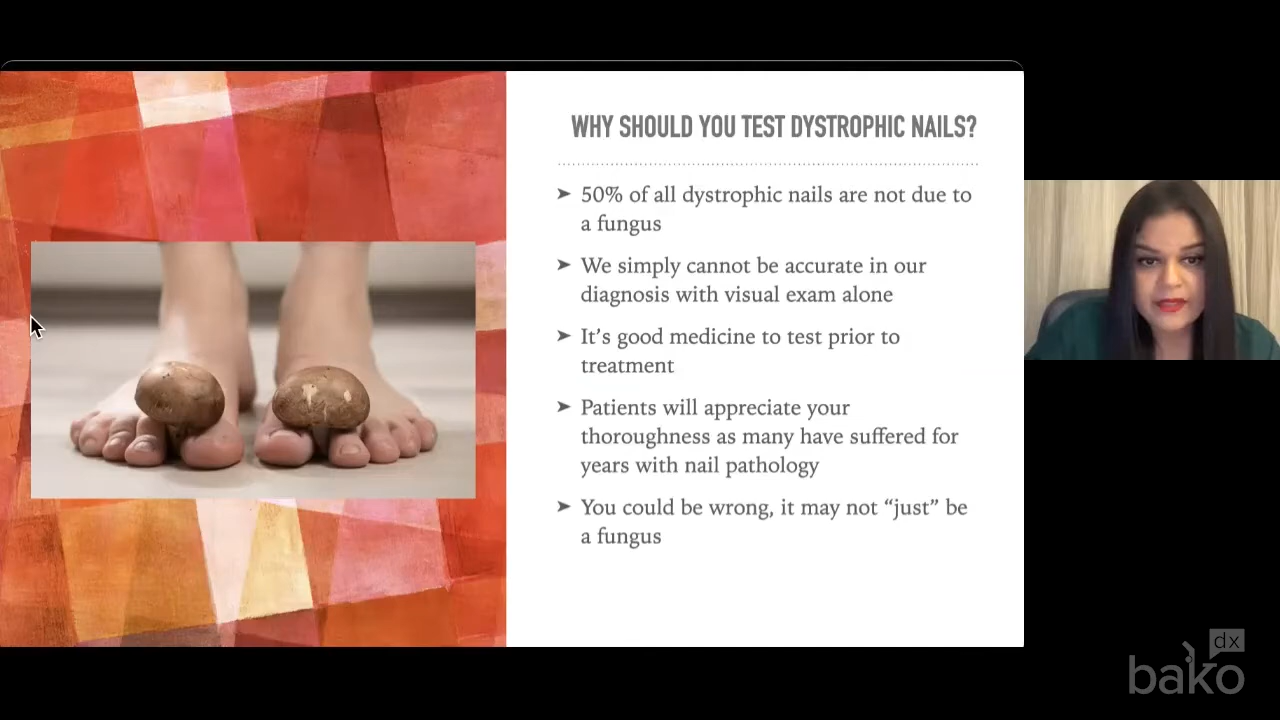 WHY SHOULD YOU TEST DYSTROPHIC NAILS?
➤ 50% of all dystrophic nails are not due to
a fungus
➤ We simply cannot be accurate in our
diagnosis with visual exam alone
➤ It’s good medicine to test prior to
treatment
➤ Patients will appreciate your
thoroughness as many have suffered for
years with nail pathology
➤ You could be wrong, it may not “just” be
a fungus
dx
bako